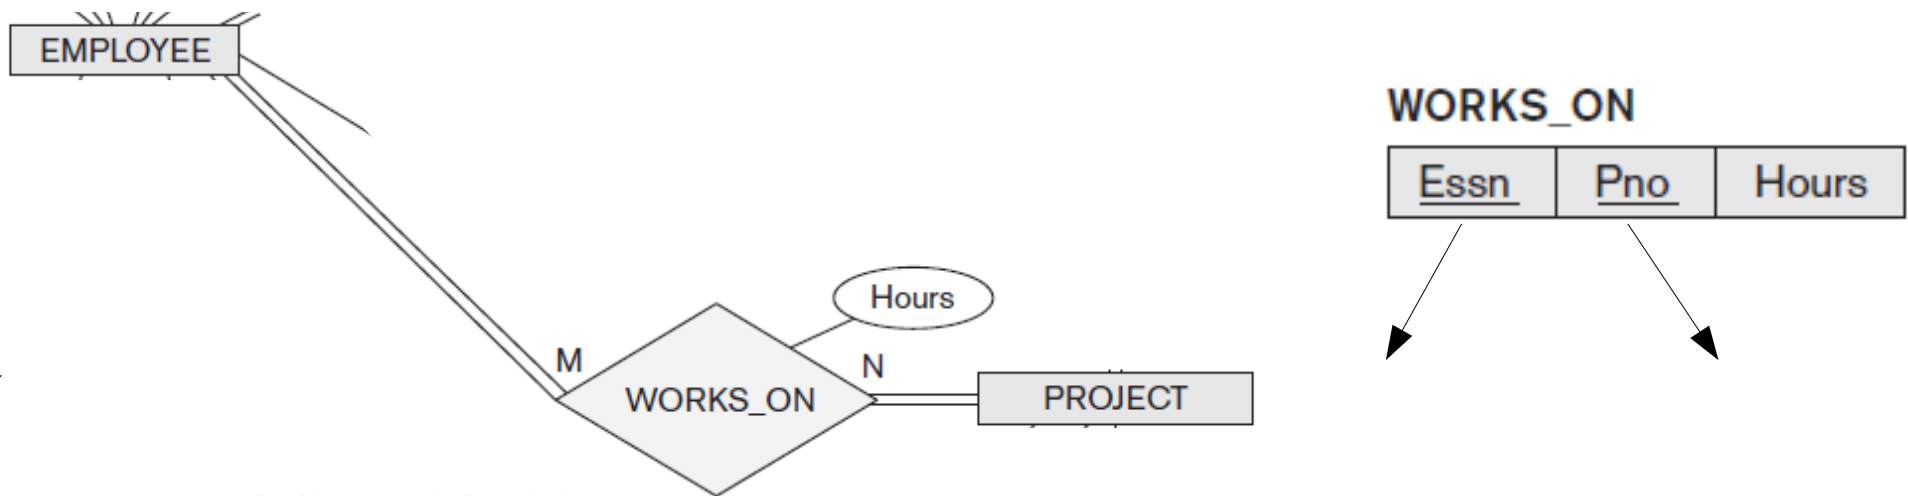 EMPLOYEE
Hours
M
N
WORKS_ON
PROJECT
WORKS_ON
Essn Pno Hours